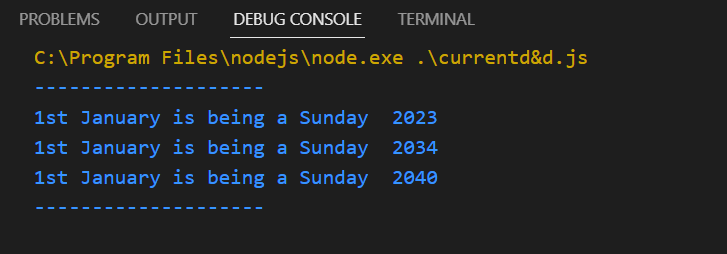 PROBLEMS OUTPUT DEBUG CONSOLE TERMINAL
C:\Program Files\nodejs\node.exe .\currentd&d.js
--------------------
1st January is being a Sunday  2023
1st January is being a Sunday  2034
1st January is being a Sunday  2040
--------------------